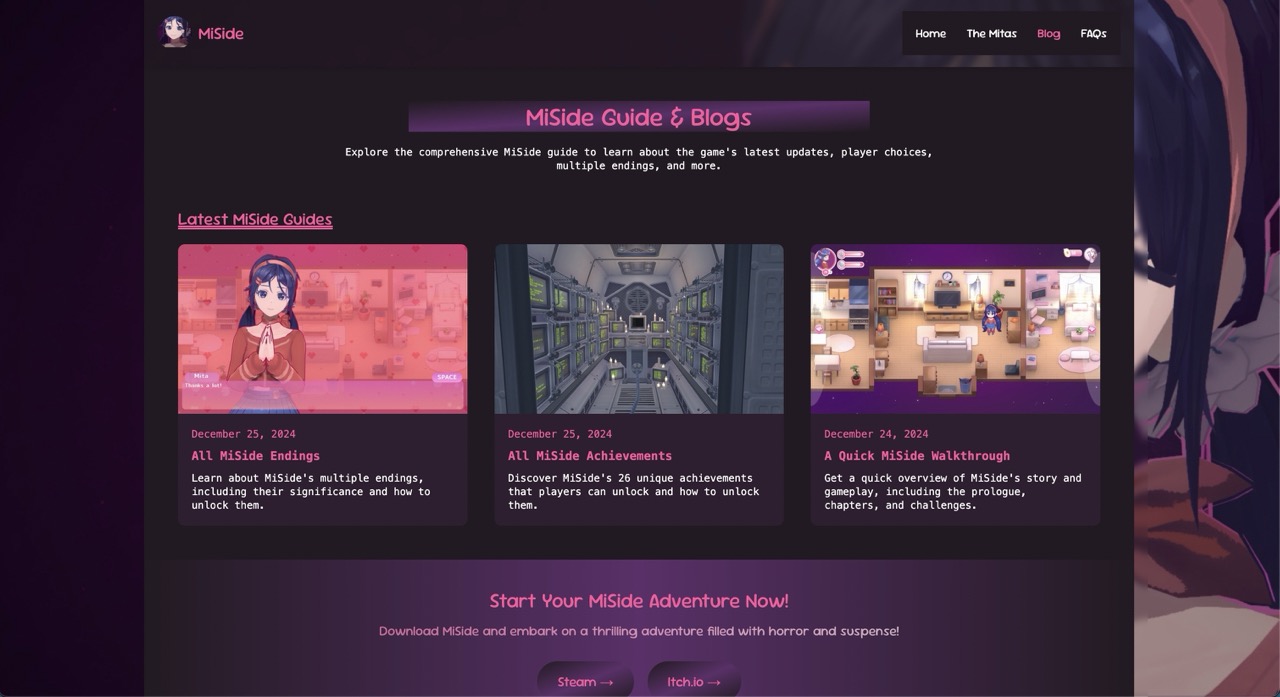 MiSide
Home The Mitas Blog FAQs
MiSide Guide & Blogs
Explore the comprehensive MiSide guide to learn about the game's latest updates, player choices,
multiple endings, and more.
Latest MiSide Guides
Mita
Thanks a lot!
SPACE
December 25, 2024
All MiSide Endings
Learn about MiSide's multiple endings,
including their significance and how to
unlock them.
December 25, 2024
All MiSide Achievements
Discover MiSide's 26 unique achievements
that players can unlock and how to unlock
them.
December 24, 2024
A Quick MiSide Walkthrough
Get a quick overview of MiSide's story and
gameplay, including the prologue,
chapters, and challenges.
Start Your MiSide Adventure Now!
Download MiSide and embark on a thrilling adventure filled with horror and suspense!
Steam → Itch.io →